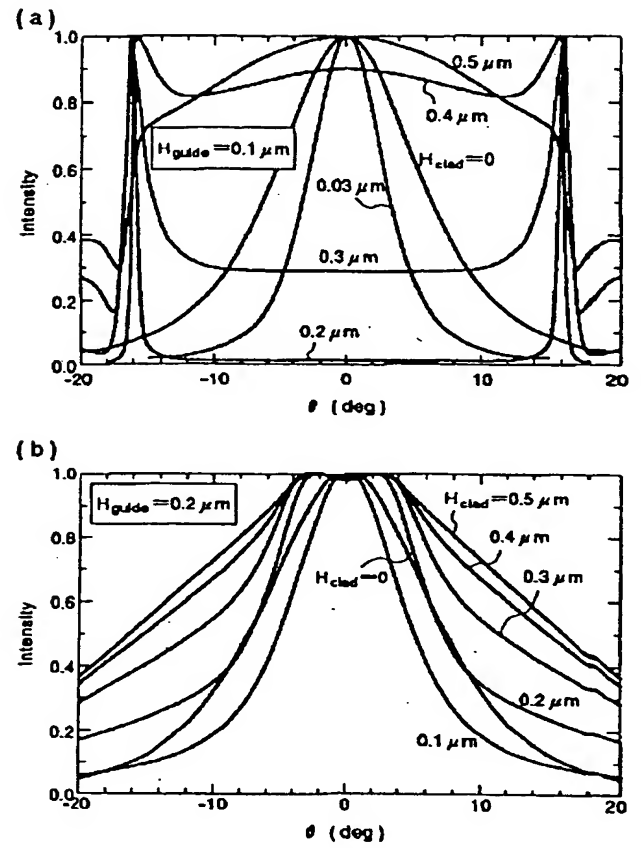 (a)
1.0
0.8
0.6
0.4
0.2
0.0
Intensity
H_guide=0.1 μm
0.5 μm
0.4 μm
H_clad=0
0.03 μm
0.3 μm
0.2 μm
-20
-10
0
10
20
θ (deg)
(b)
1.0
0.8
0.6
0.4
0.2
0.0
Intensity
H_guide=0.2 μm
H_clad=0.5 μm
0.4 μm
0.3 μm
H_clad=0
0.2 μm
0.1 μm
-20
-10
0
10
20
θ (deg)